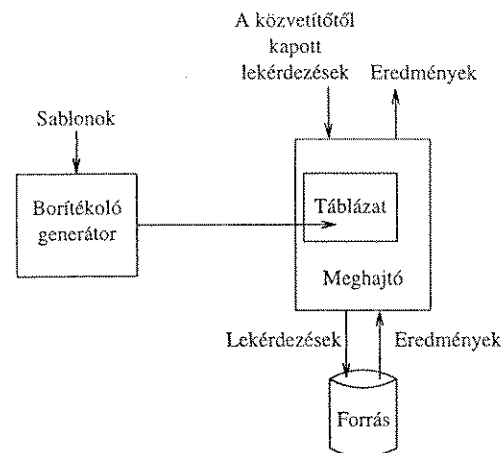 A közvetítőtől
kapott
lekérdezések
Eredmények
Sablonok
Borítékoló
generátor
Táblázat
Meghajtó
Lekérdezések
Eredmények
Forrás